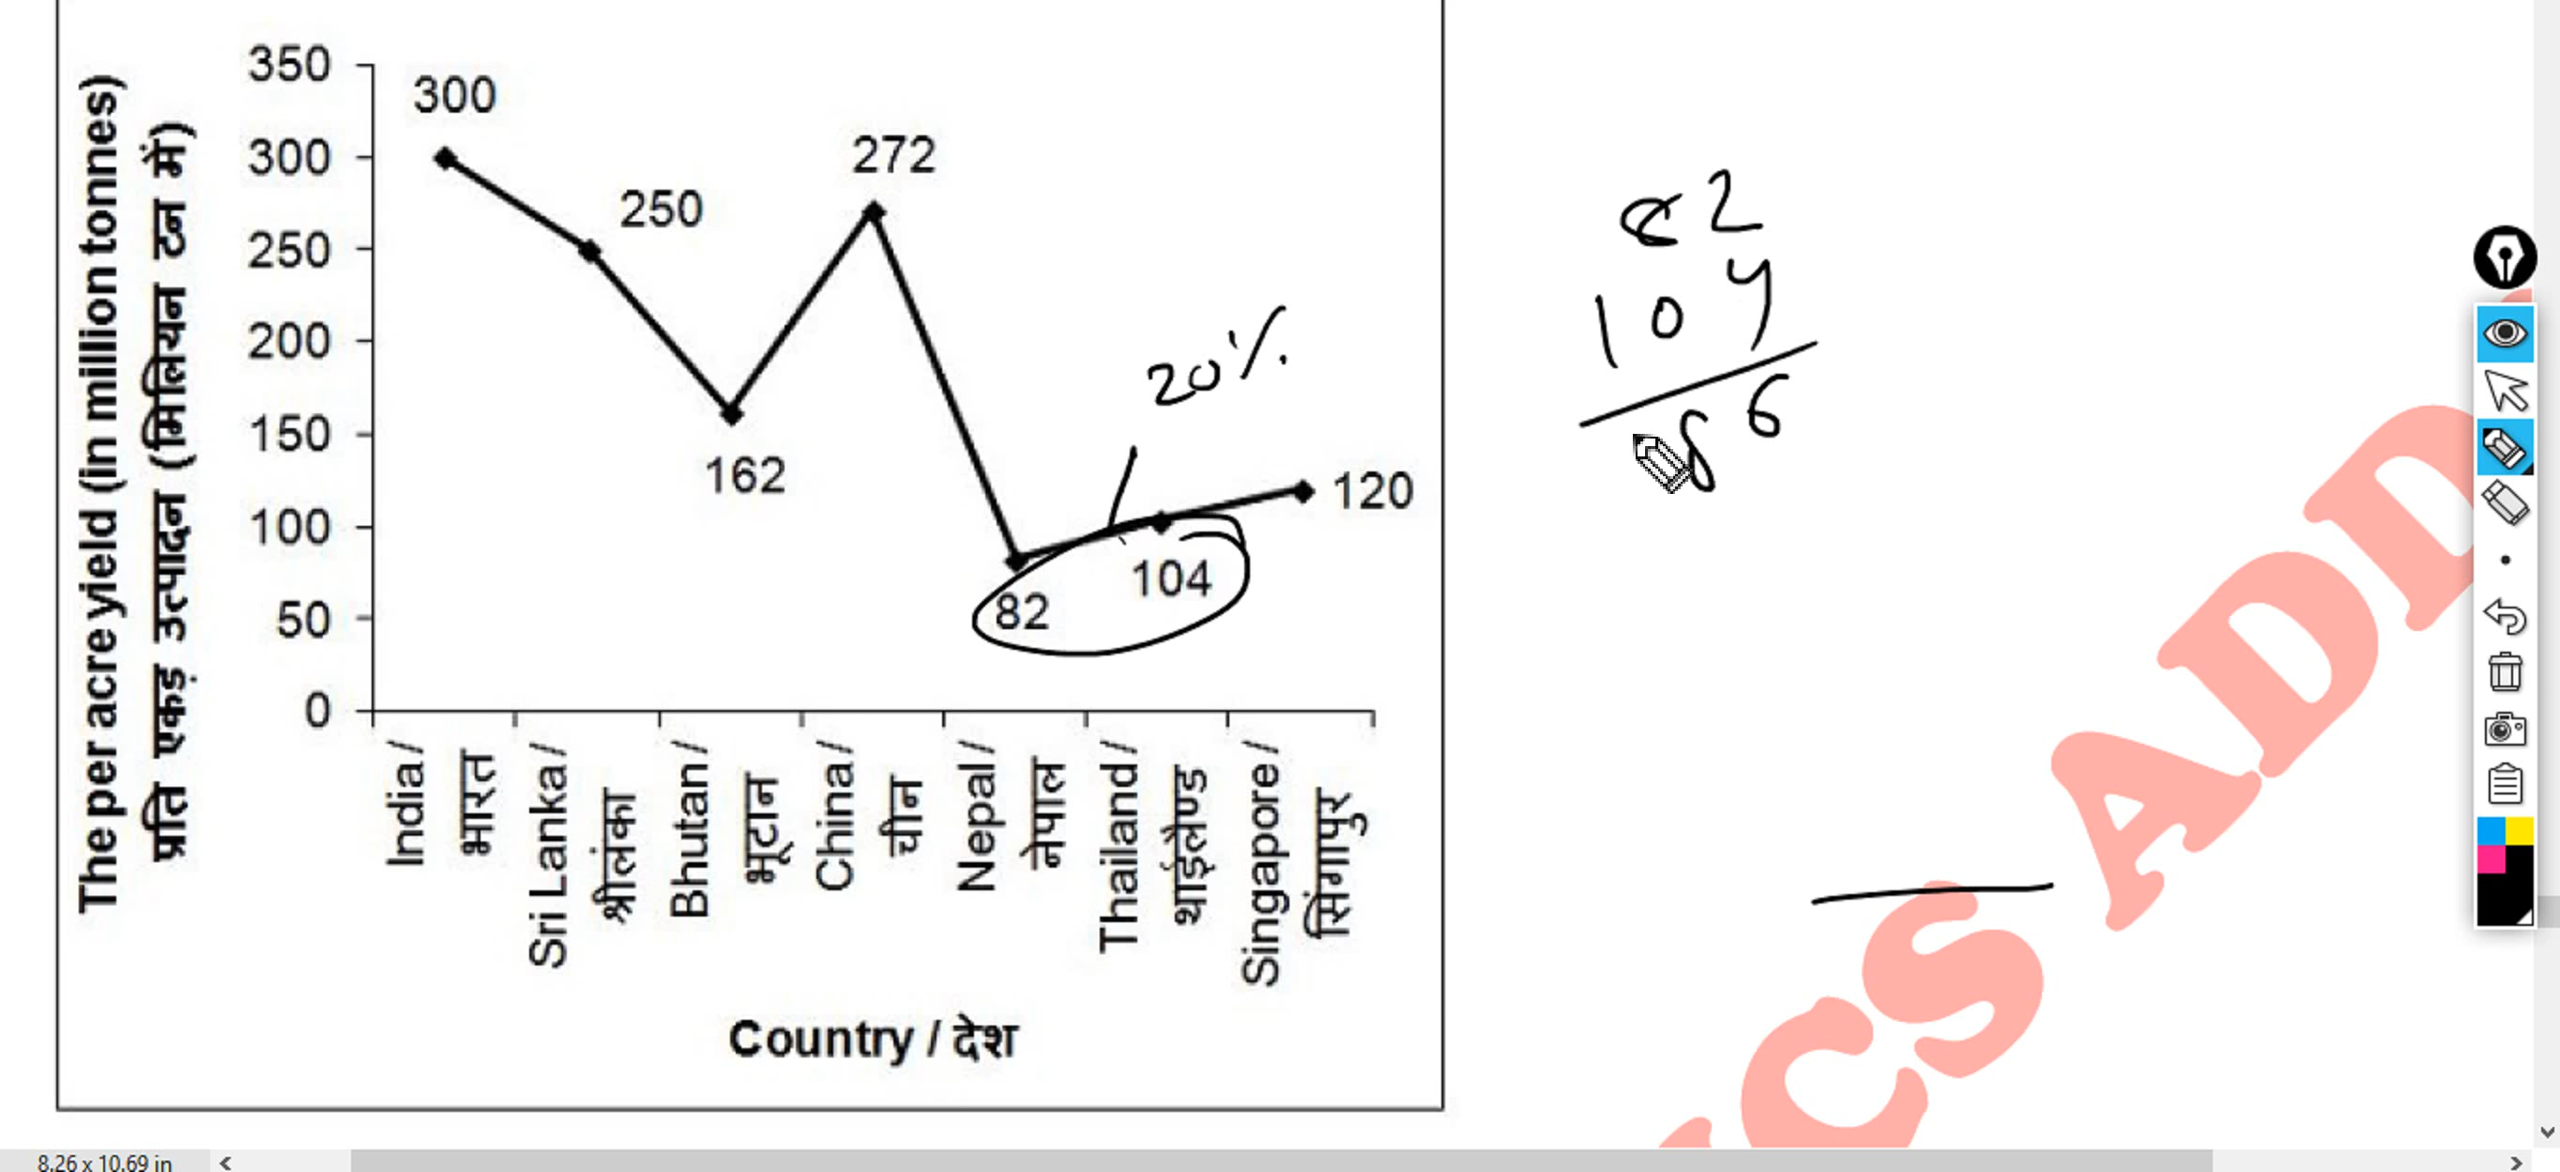 The per acre yield (in million tonnes)
प्रति एकड़ उत्पादन (मिलियन टन में)
350
300
250
200
150
100
50
0
300
250
162
272
82
104
120
20%
India / भारत
Sri Lanka / श्रीलंका
Bhutan / भूटान
China / चीन
Nepal / नेपाल
Thailand / थाईलैण्ड
Singapore / सिंगापुर
Country / देश
82
104
86
CS ADD
8.26 x 10.69 in